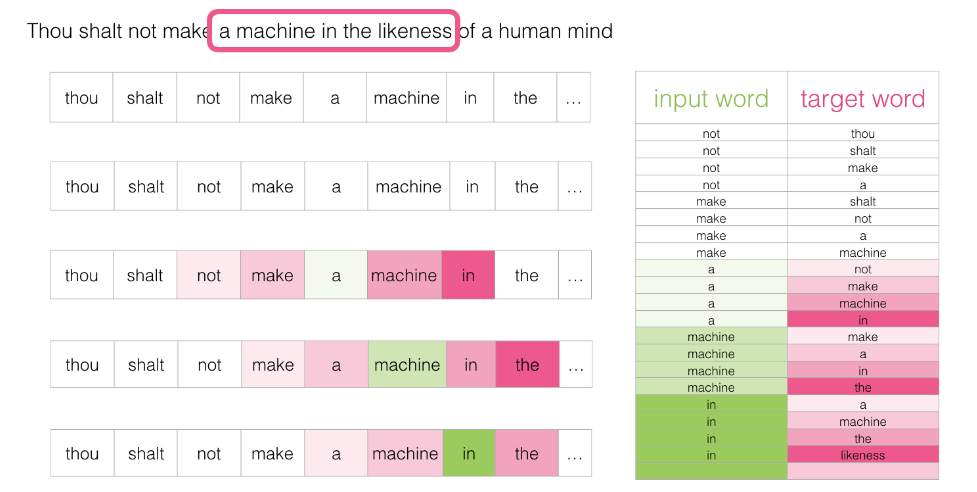 Thou shalt not make a machine in the likeness of a human mind
thou shalt not make a machine in the ...
thou shalt not make a machine in the ...
thou shalt not make a machine in the ...
thou shalt not make a machine in the ...
thou shalt not make a machine in the ...
input word target word
not thou
not shalt
not make
not a
make shalt
make not
make a
make machine
a not
a make
a machine
a in
machine make
machine a
machine in
machine the
in a
in machine
in the
in likeness